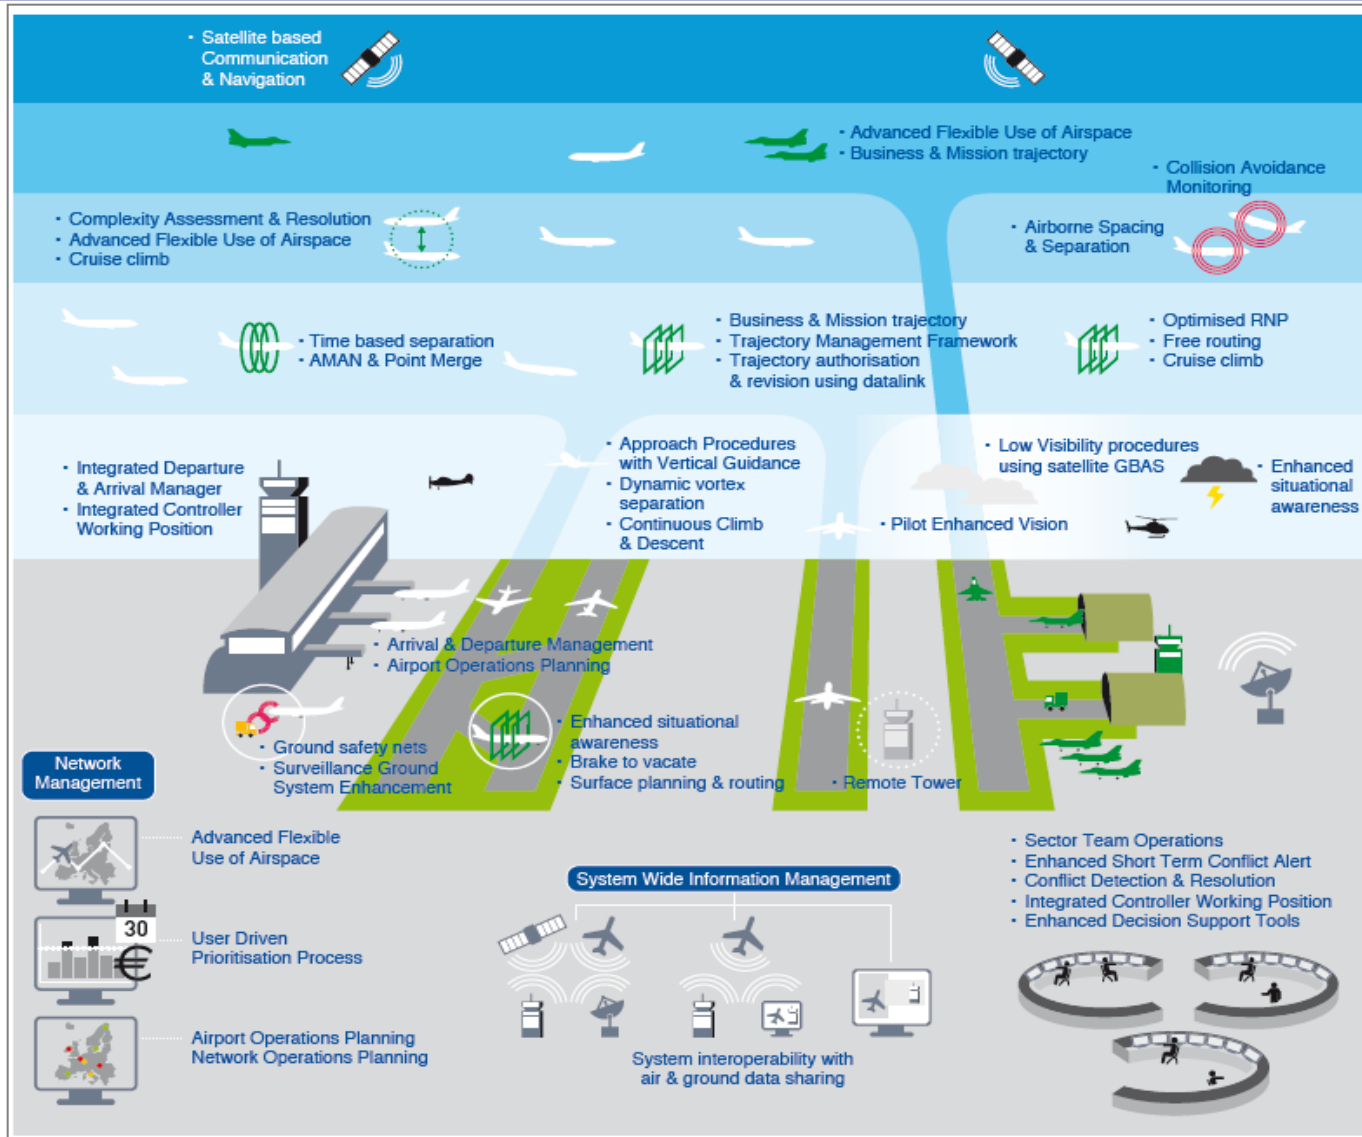 • Satellite based
Communication
& Navigation
• Advanced Flexible Use of Airspace
• Business & Mission trajectory
• Collision Avoidance
Monitoring
• Complexity Assessment & Resolution
• Advanced Flexible Use of Airspace
• Cruise climb
• Airborne Spacing
& Separation
• Time based separation
• AMAN & Point Merge
• Business & Mission trajectory
• Trajectory Management Framework
• Trajectory authorisation
& revision using datalink
• Optimised RNP
• Free routing
• Cruise climb
• Integrated Departure
& Arrival Manager
• Integrated Controller
Working Position
• Approach Procedures
with Vertical Guidance
• Dynamic vortex
separation
• Continuous Climb
& Descent
• Low Visibility procedures
using satellite GBAS
• Enhanced
situational
awareness
• Pilot Enhanced Vision
• Arrival & Departure Management
• Airport Operations Planning
• Ground safety nets
• Surveillance Ground
System Enhancement
• Enhanced situational
awareness
• Brake to vacate
• Surface planning & routing
• Remote Tower
Network
Management
Advanced Flexible
Use of Airspace
30
€
User Driven
Prioritisation Process
Airport Operations Planning
Network Operations Planning
System Wide Information Management
System interoperability with
air & ground data sharing
• Sector Team Operations
• Enhanced Short Term Conflict Alert
• Conflict Detection & Resolution
• Integrated Controller Working Position
• Enhanced Decision Support Tools